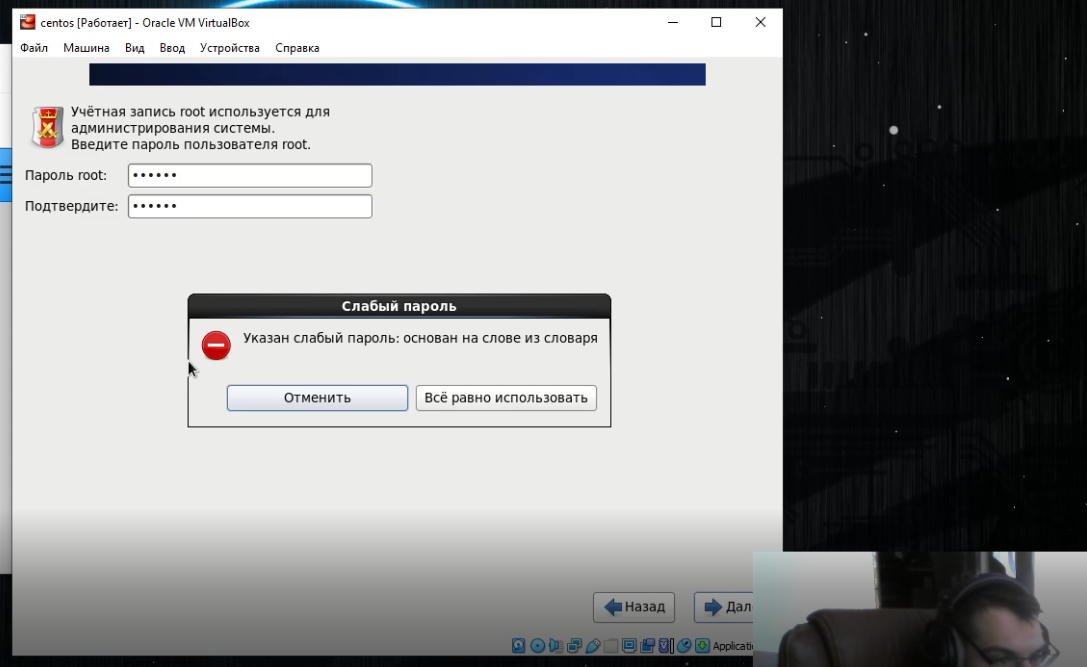 centos [Работает] - Oracle VM VirtualBox
Файл Машина Вид Ввод Устройства Справка
Учётная запись root используется для
администрирования системы.
Введите пароль пользователя root.
Пароль root: ••••••
Подтвердите: ••••••
Слабый пароль
Указан слабый пароль: основан на слове из словаря
Отменить Всё равно использовать
Назад